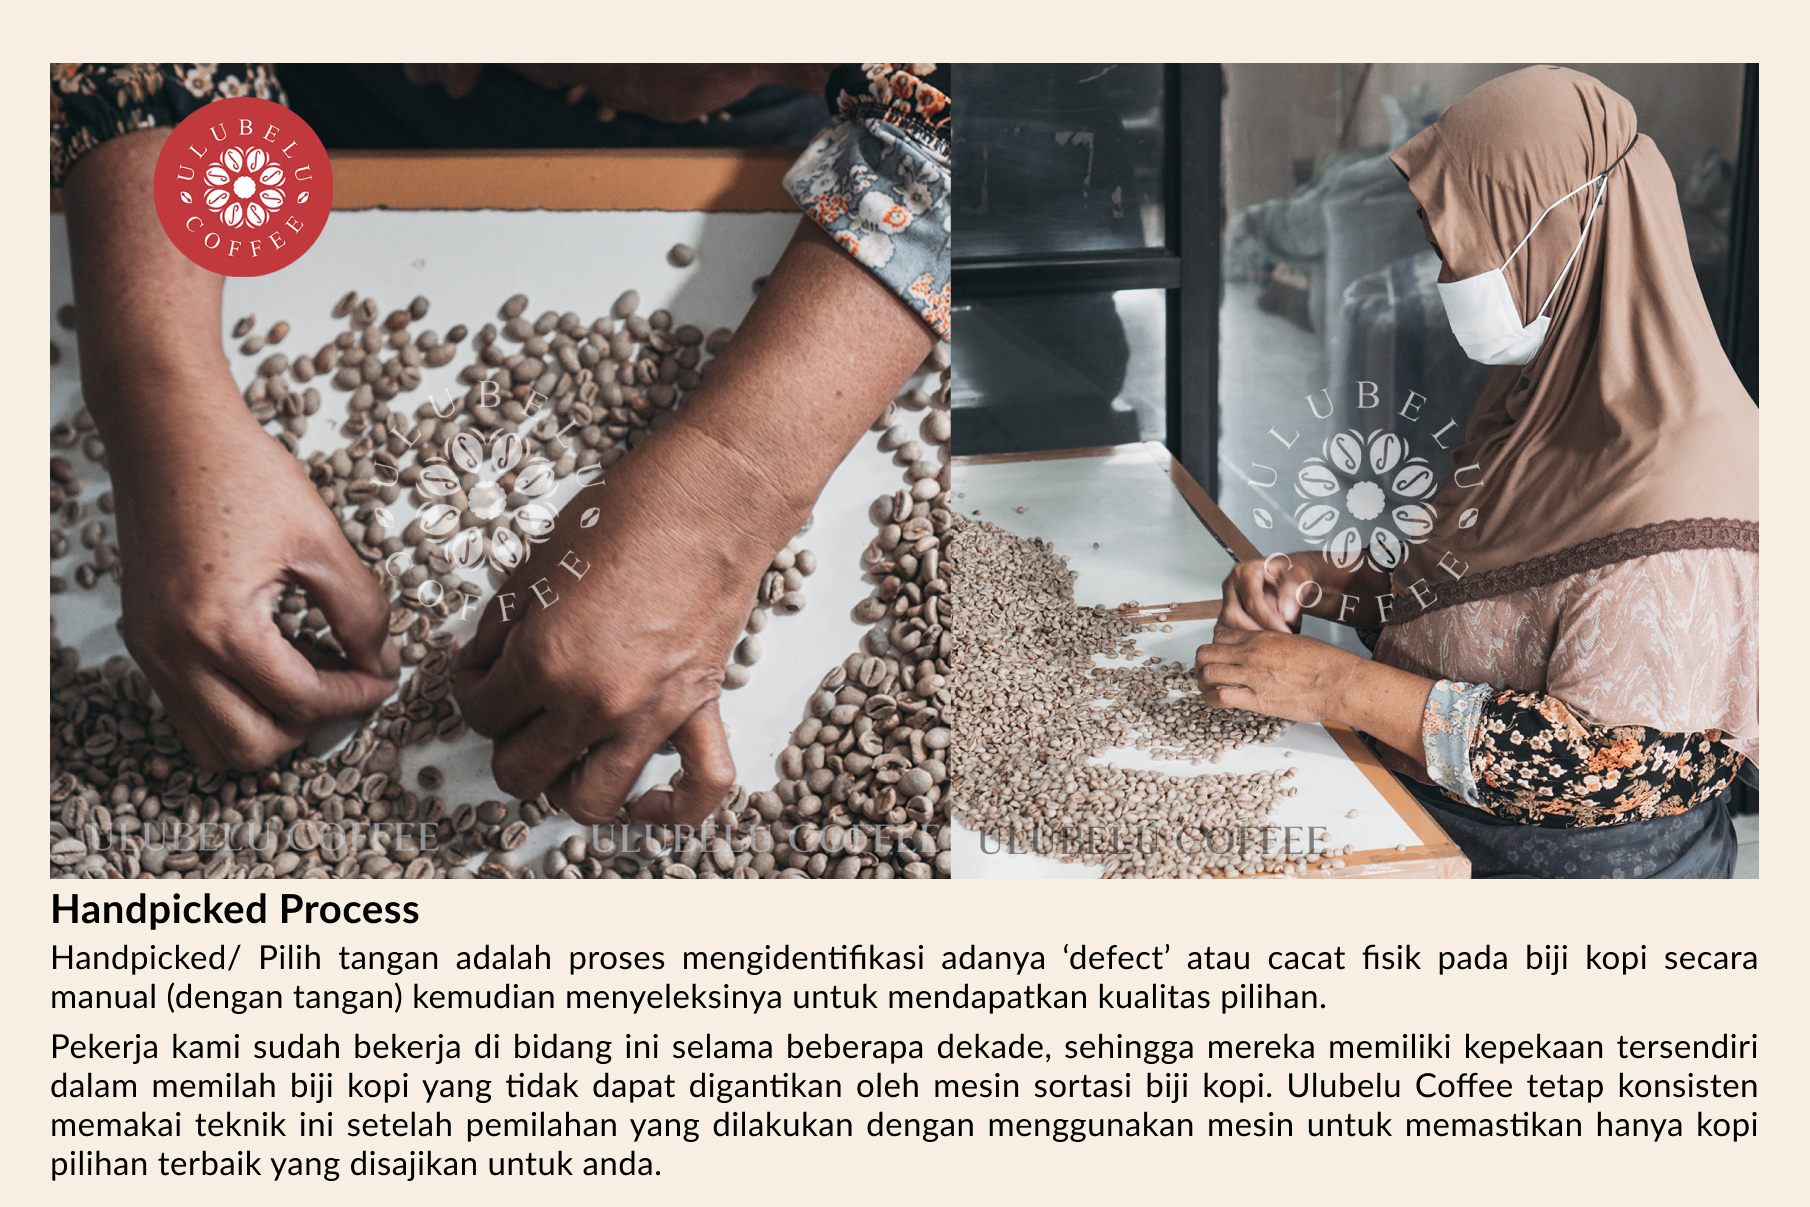 ULUBELU
COFFEE
ULUBELU
COFFEE
ULUBELU
COFFEE
ULUBELU COFFEE
ULUBELU COFFEE
ULUBELU COFFEE
Handpicked Process
Handpicked/ Pilih tangan adalah proses mengidentifikasi adanya ‘defect’ atau cacat fisik pada biji kopi secara
manual (dengan tangan) kemudian menyeleksinya untuk mendapatkan kualitas pilihan.
Pekerja kami sudah bekerja di bidang ini selama beberapa dekade, sehingga mereka memiliki kepekaan tersendiri
dalam memilah biji kopi yang tidak dapat digantikan oleh mesin sortasi biji kopi. Ulubelu Coffee tetap konsisten
memakai teknik ini setelah pemilahan yang dilakukan dengan menggunakan mesin untuk memastikan hanya kopi
pilihan terbaik yang disajikan untuk anda.